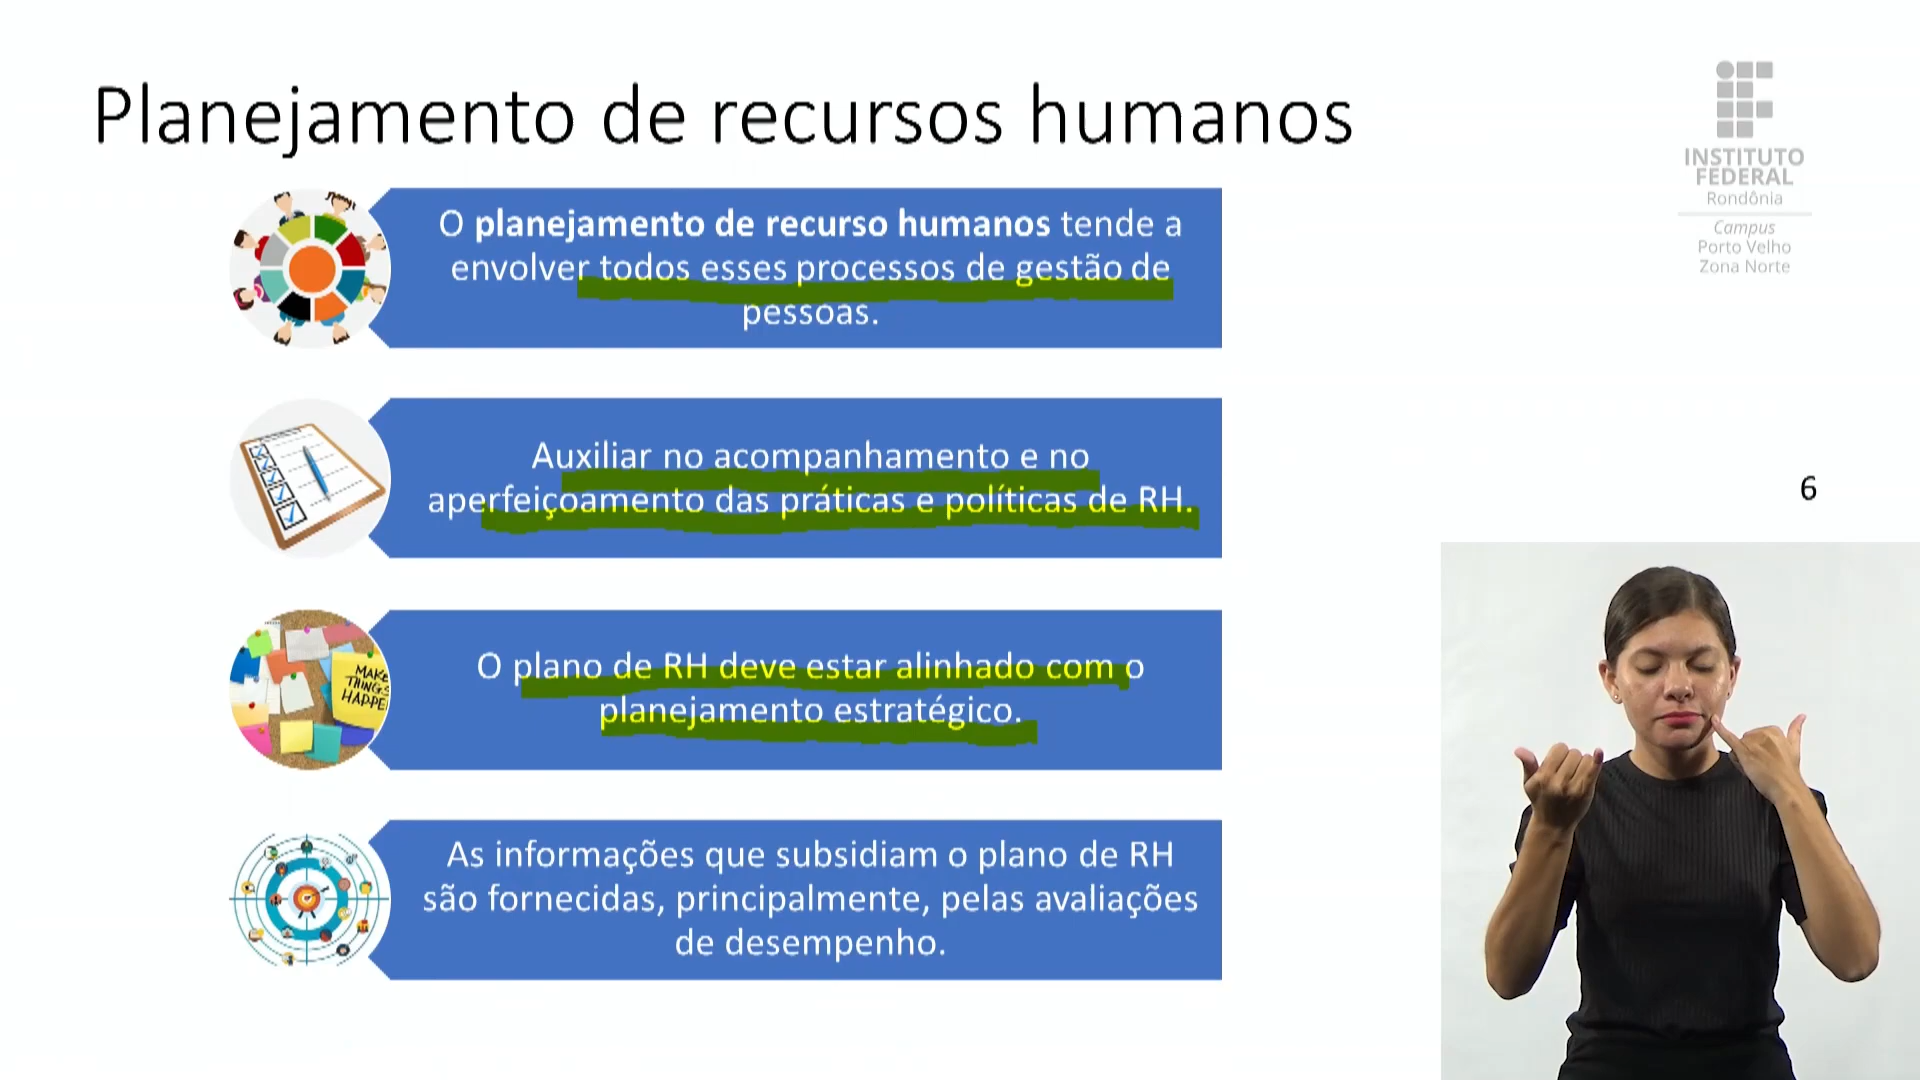 Planejamento de recursos humanos
INSTITUTO
FEDERAL
Rondônia
Campus
Porto Velho
Zona Norte
O planejamento de recurso humanos tende a
envolver todos esses processos de gestão de
pessoas.
Auxiliar no acompanhamento e no
aperfeiçoamento das práticas e políticas de RH.
6
MAKE
THINGS
HAPPE
O plano de RH deve estar alinhado com o
planejamento estratégico.
As informações que subsidiam o plano de RH
são fornecidas, principalmente, pelas avaliações
de desempenho.